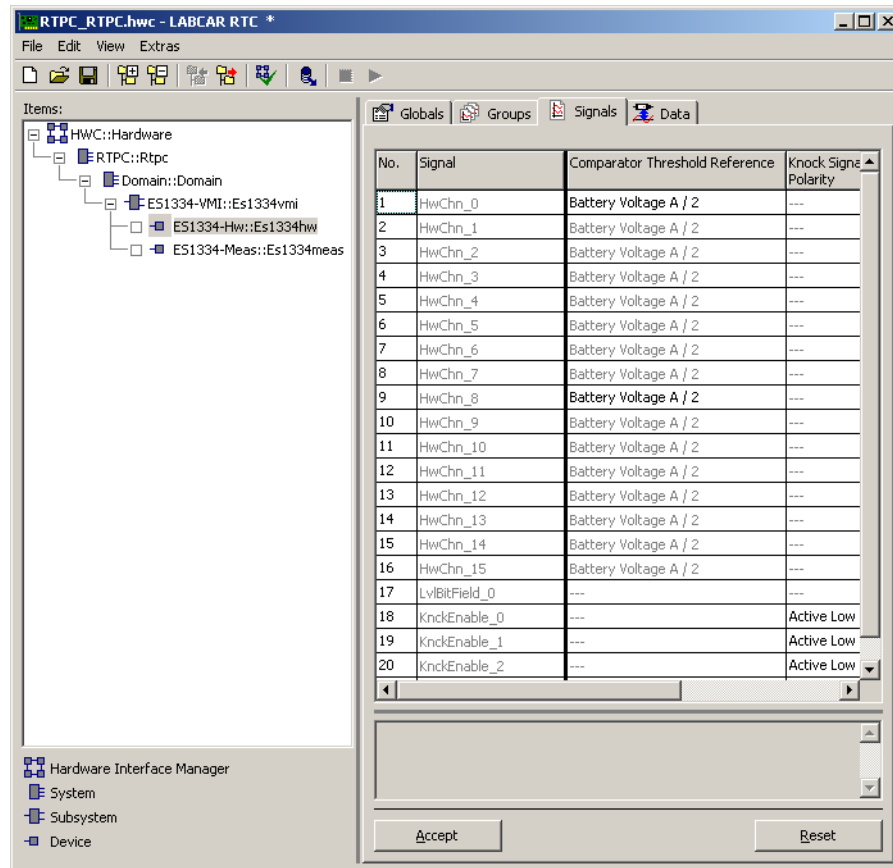 RTPC_RTPC.hwc - LABCAR RTC *
File Edit View Extras
Items:
HWC::Hardware
RTPC::Rtpc
Domain::Domain
ES1334-VMI::Es1334vmi
ES1334-Hw::Es1334hw
ES1334-Meas::Es1334meas
Hardware Interface Manager
System
Subsystem
Device
Globals Groups Signals Data
No. Signal Comparator Threshold Reference Knock Signa
Polarity
1 HwChn_0 Battery Voltage A / 2 ---
2 HwChn_1 Battery Voltage A / 2 ---
3 HwChn_2 Battery Voltage A / 2 ---
4 HwChn_3 Battery Voltage A / 2 ---
5 HwChn_4 Battery Voltage A / 2 ---
6 HwChn_5 Battery Voltage A / 2 ---
7 HwChn_6 Battery Voltage A / 2 ---
8 HwChn_7 Battery Voltage A / 2 ---
9 HwChn_8 Battery Voltage A / 2 ---
10 HwChn_9 Battery Voltage A / 2 ---
11 HwChn_10 Battery Voltage A / 2 ---
12 HwChn_11 Battery Voltage A / 2 ---
13 HwChn_12 Battery Voltage A / 2 ---
14 HwChn_13 Battery Voltage A / 2 ---
15 HwChn_14 Battery Voltage A / 2 ---
16 HwChn_15 Battery Voltage A / 2 ---
17 LvlBitField_0 --- ---
18 KnckEnable_0 --- Active Low
19 KnckEnable_1 --- Active Low
20 KnckEnable_2 --- Active Low
Accept Reset